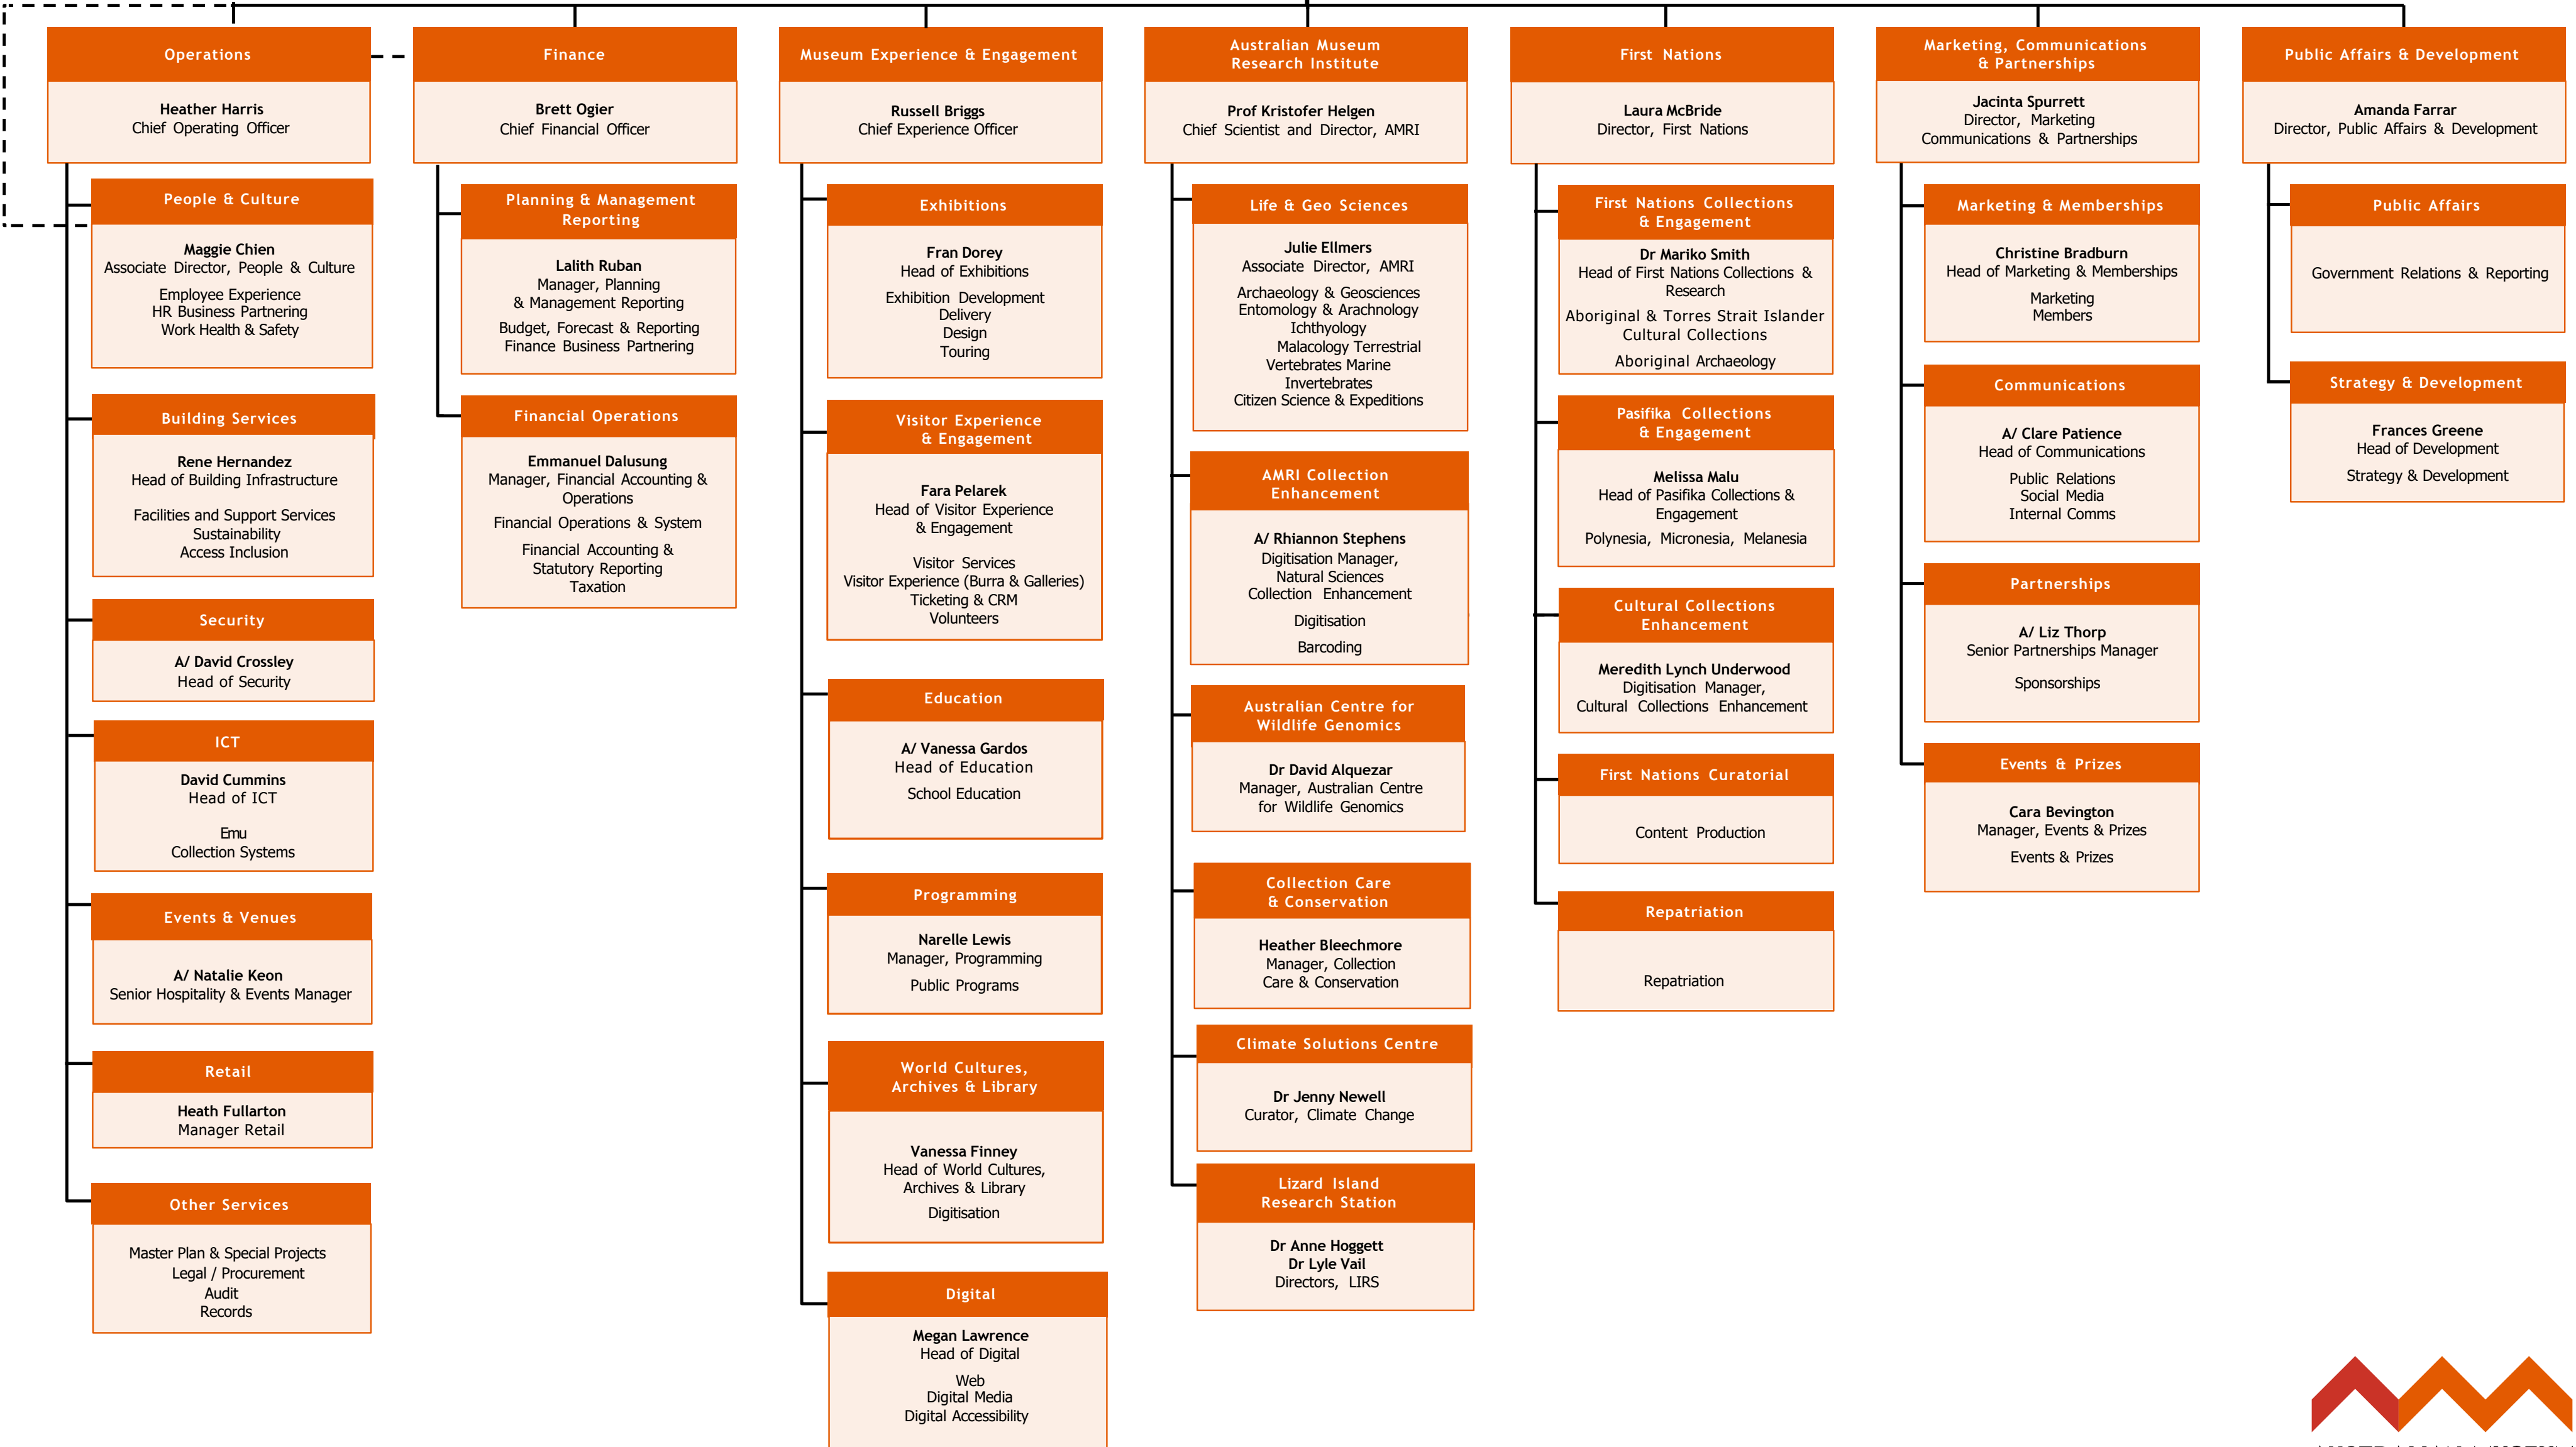 Operations
Heather Harris
Chief Operating Officer
People & Culture
Maggie Chien
Associate Director, People & Culture
Employee Experience
HR Business Partnering
Work Health & Safety
Building Services
Rene Hernandez
Head of Building Infrastructure
Facilities and Support Services
Sustainability
Access Inclusion
Security
A/ David Crossley
Head of Security
ICT
David Cummins
Head of ICT
Emu
Collection Systems
Events & Venues
A/ Natalie Keon
Senior Hospitality & Events Manager
Retail
Heath Fullarton
Manager Retail
Other Services
Master Plan & Special Projects
Legal / Procurement
Audit
Records
Finance
Brett Ogier
Chief Financial Officer
Planning & Management
Reporting
Lalith Ruban
Manager, Planning
& Management Reporting
Budget, Forecast & Reporting
Finance Business Partnering
Financial Operations
Emmanuel Dalusung
Manager, Financial Accounting &
Operations
Financial Operations & System
Financial Accounting &
Statutory Reporting
Taxation
Museum Experience & Engagement
Russell Briggs
Chief Experience Officer
Exhibitions
Fran Dorey
Head of Exhibitions
Exhibition Development
Delivery
Design
Touring
Visitor Experience
& Engagement
Fara Pelarek
Head of Visitor Experience
& Engagement
Visitor Services
Visitor Experience (Burra & Galleries)
Ticketing & CRM
Volunteers
Education
A/ Vanessa Gardos
Head of Education
School Education
Programming
Narelle Lewis
Manager, Programming
Public Programs
World Cultures,
Archives & Library
Vanessa Finney
Head of World Cultures,
Archives & Library
Digitisation
Digital
Megan Lawrence
Head of Digital
Web
Digital Media
Digital Accessibility
Australian Museum
Research Institute
Prof Kristofer Helgen
Chief Scientist and Director, AMRI
Life & Geo Sciences
Julie Ellmers
Associate Director, AMRI
Archaeology & Geosciences
Entomology & Arachnology
Ichthyology
Malacology Terrestrial
Vertebrates Marine
Invertebrates
Citizen Science & Expeditions
AMRI Collection
Enhancement
A/ Rhiannon Stephens
Digitisation Manager,
Natural Sciences
Collection Enhancement
Digitisation
Barcoding
Australian Centre for
Wildlife Genomics
Dr David Alquezar
Manager, Australian Centre
for Wildlife Genomics
Collection Care
& Conservation
Heather Bleechmore
Manager, Collection
Care & Conservation
Climate Solutions Centre
Dr Jenny Newell
Curator, Climate Change
Lizard Island
Research Station
Dr Anne Hoggett
Dr Lyle Vail
Directors, LIRS
First Nations
Laura McBride
Director, First Nations
First Nations Collections
& Engagement
Dr Mariko Smith
Head of First Nations Collections &
Research
Aboriginal & Torres Strait Islander
Cultural Collections
Aboriginal Archaeology
Pasifika Collections
& Engagement
Melissa Malu
Head of Pasifika Collections &
Engagement
Polynesia, Micronesia, Melanesia
Cultural Collections
Enhancement
Meredith Lynch Underwood
Digitisation Manager,
Cultural Collections Enhancement
First Nations Curatorial
Content Production
Repatriation
Repatriation
Marketing, Communications
& Partnerships
Jacinta Spurrett
Director, Marketing
Communications & Partnerships
Marketing & Memberships
Christine Bradburn
Head of Marketing & Memberships
Marketing
Members
Communications
A/ Clare Patience
Head of Communications
Public Relations
Social Media
Internal Comms
Partnerships
A/ Liz Thorp
Senior Partnerships Manager
Sponsorships
Events & Prizes
Cara Bevington
Manager, Events & Prizes
Events & Prizes
Public Affairs & Development
Amanda Farrar
Director, Public Affairs & Development
Public Affairs
Government Relations & Reporting
Strategy & Development
Frances Greene
Head of Development
Strategy & Development